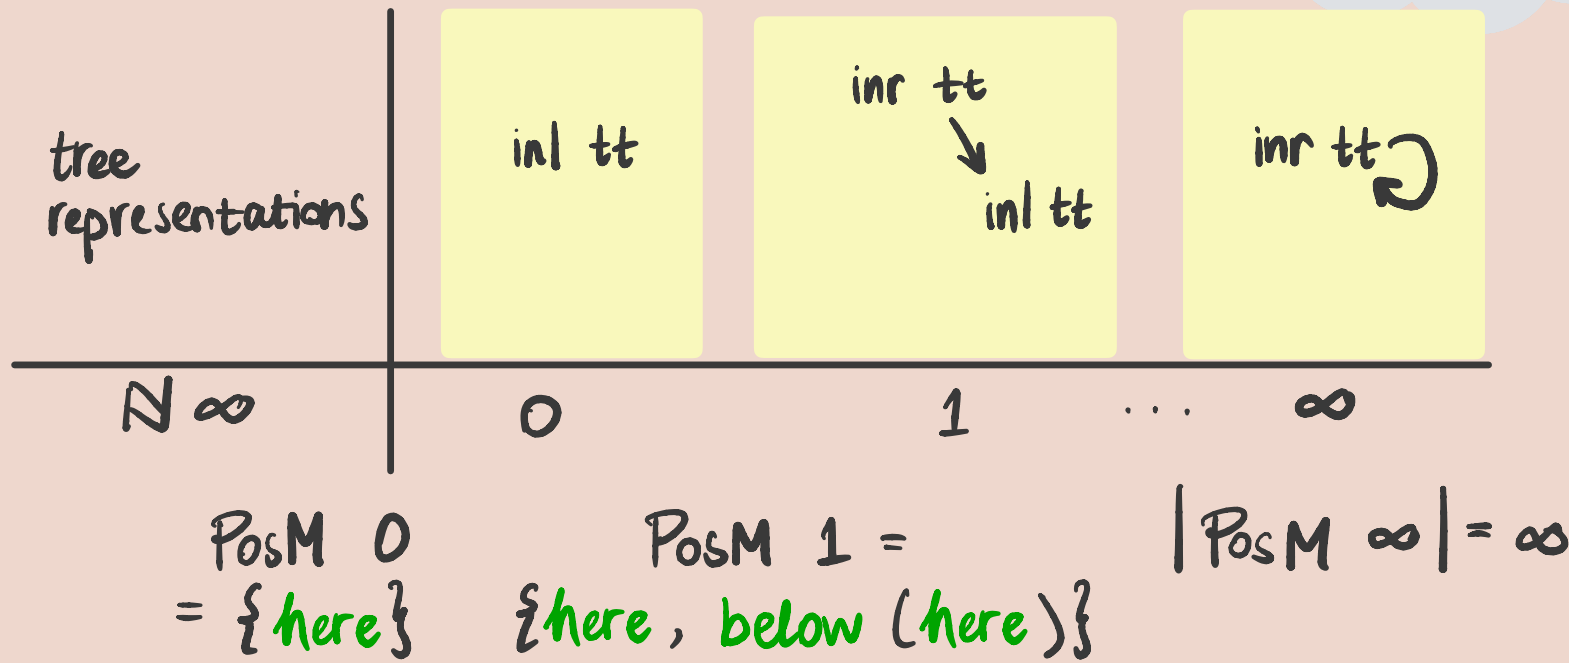 tree
representations
inl tt
inr tt
inl tt
inr tt
ℕ∞
0
1
...
∞
PosM 0
= {here}
PosM 1 =
{here, below (here)}
|PosM ∞| = ∞